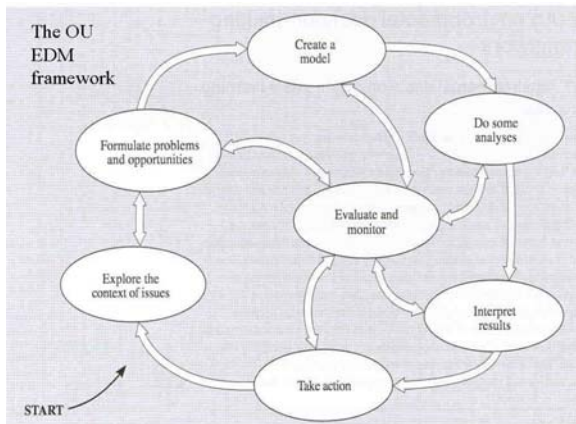 The OU
EDM
framework
Create a
model
Do some
analyses
Formulate problems
and opportunities
Evaluate and
monitor
Explore the
context of issues
Interpret
results
Take action
START